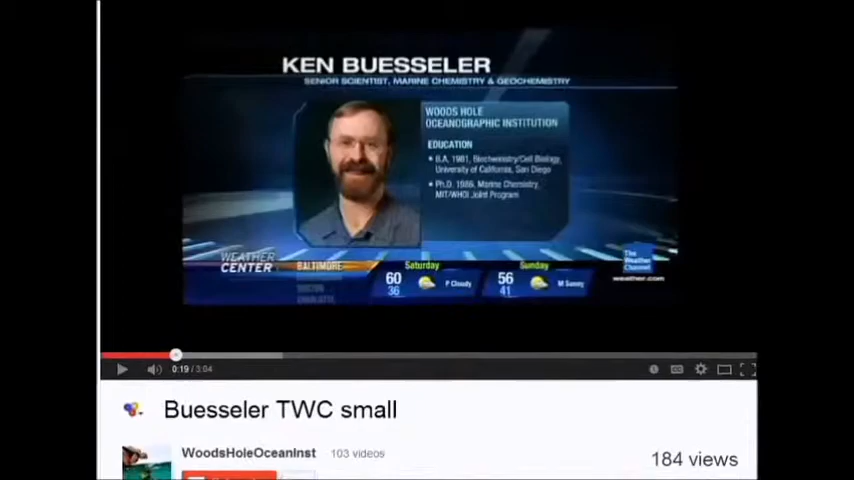 KEN BUESSELER
SENIOR SCIENTIST, MARINE CHEMISTRY & GEOCHEMISTRY
WOODS HOLE
OCEANOGRAPHIC INSTITUTION
EDUCATION
• B.A. 1981, Biochemistry/Cell Biology,
University of California, San Diego
• Ph.D. 1986, Marine Chemistry,
MIT/WHOI Joint Program
WEATHER
CENTER
BALTIMORE
BOSTON
CHARLOTTE
Saturday
60
36
P Cloudy
Sunday
56
41
M Sunny
The
Weather
Channel
weather.com
0:19 / 3:04
CC
Buesseler TWC small
WoodsHoleOceanInst · 103 videos
184 views